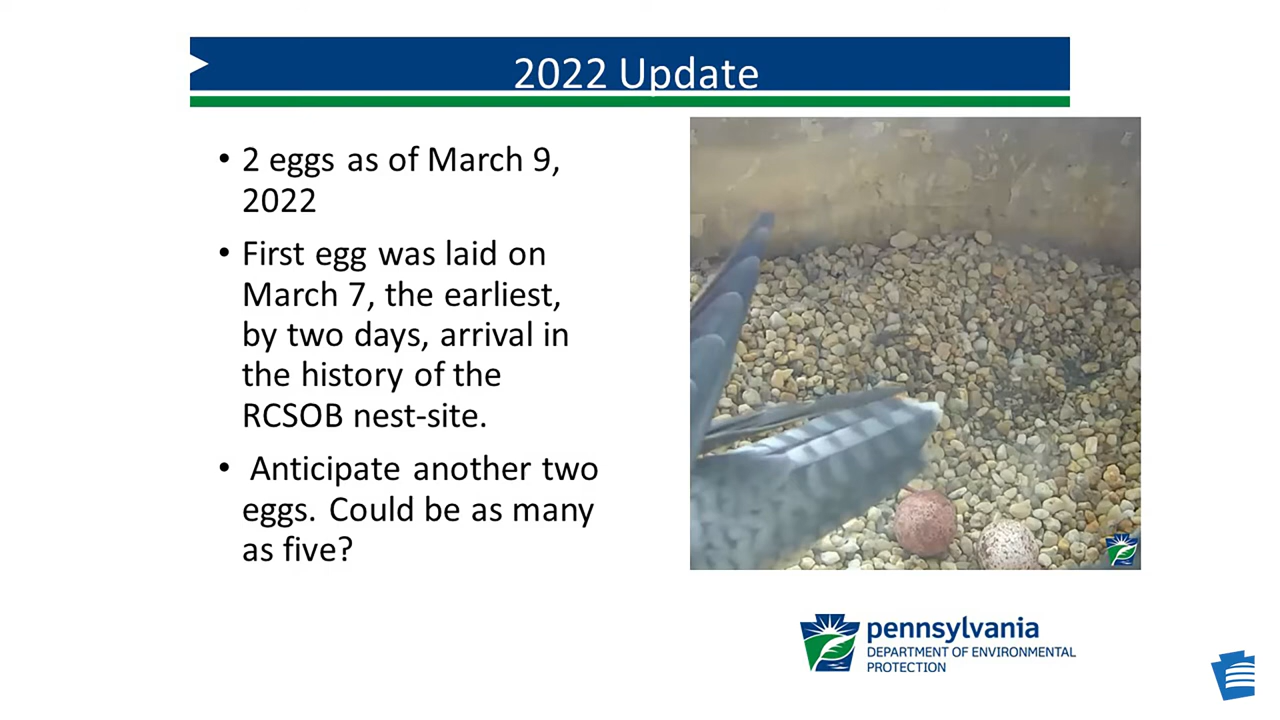 2022 Update
• 2 eggs as of March 9,
2022
• First egg was laid on
March 7, the earliest,
by two days, arrival in
the history of the
RCSOB nest-site.
• Anticipate another two
eggs. Could be as many
as five?
pennsylvania
DEPARTMENT OF ENVIRONMENTAL
PROTECTION